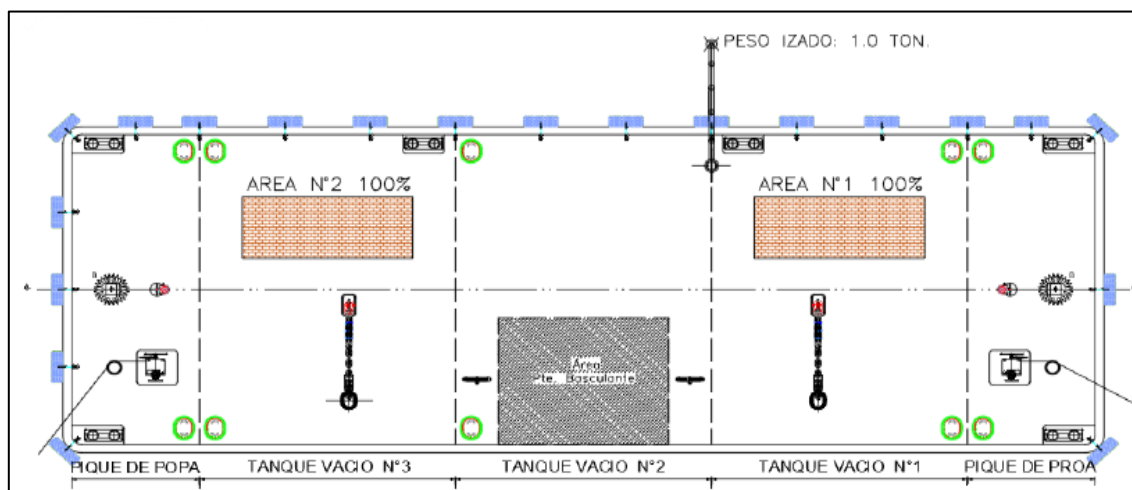 PESO IZADO: 1.0 TON.
AREA N°2 100%
AREA N°1 100%
Area
Pte. Basculante
PIQUE DE POPA
TANQUE VACIO N°3
TANQUE VACIO N°2
TANQUE VACIO N°1
PIQUE DE PROA